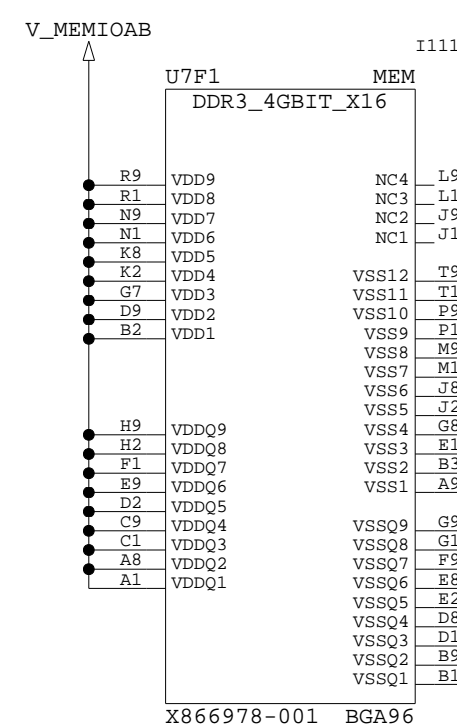 V_MEMIOAB
I111
U7F1 MEM
DDR3_4GBIT_X16
R9 VDD9 NC4 L9
R1 VDD8 NC3 L1
N9 VDD7 NC2 J9
N1 VDD6 NC1 J1
K8 VDD5
K2 VDD4 VSS12 T9
G7 VDD3 VSS11 T1
D9 VDD2 VSS10 P9
B2 VDD1 VSS9 P1
VSS8 M9
VSS7 M1
VSS6 J8
VSS5 J2
H9 VDDQ9 VSS4 G8
H2 VDDQ8 VSS3 E1
F1 VDDQ7 VSS2 B3
E9 VDDQ6 VSS1 A9
D2 VDDQ5
C9 VDDQ4 VSSQ9 G9
C1 VDDQ3 VSSQ8 G1
A8 VDDQ2 VSSQ7 F9
A1 VDDQ1 VSSQ6 E8
VSSQ5 E2
VSSQ4 D8
VSSQ3 D1
VSSQ2 B9
VSSQ1 B1
X866978-001 BGA96